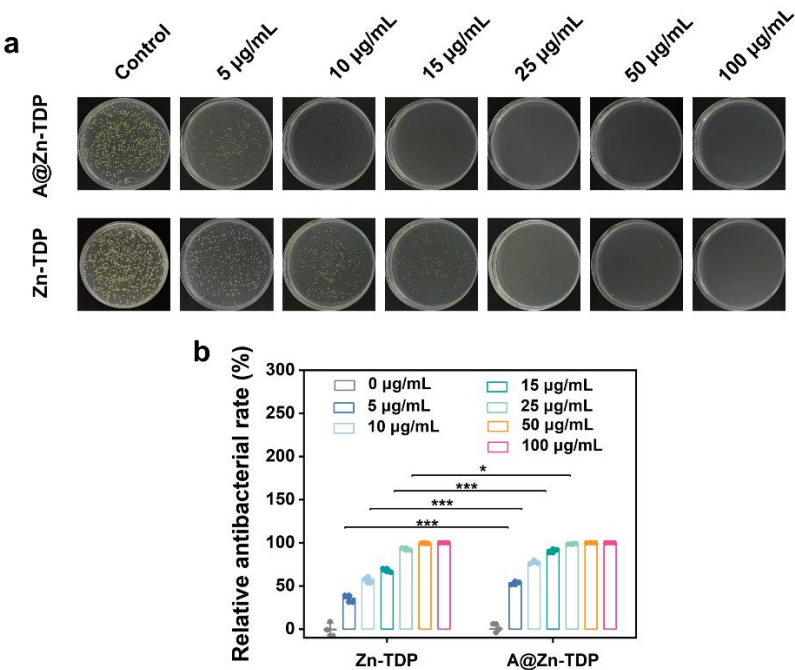 a
Control 5 μg/mL 10 μg/mL 15 μg/mL 25 μg/mL 50 μg/mL 100 μg/mL
A@Zn-TDP
Zn-TDP
b
Relative antibacterial rate (%)
300
250
200
150
100
50
0
0 μg/mL
5 μg/mL
10 μg/mL
15 μg/mL
25 μg/mL
50 μg/mL
100 μg/mL
*
***
***
***
Zn-TDP A@Zn-TDP